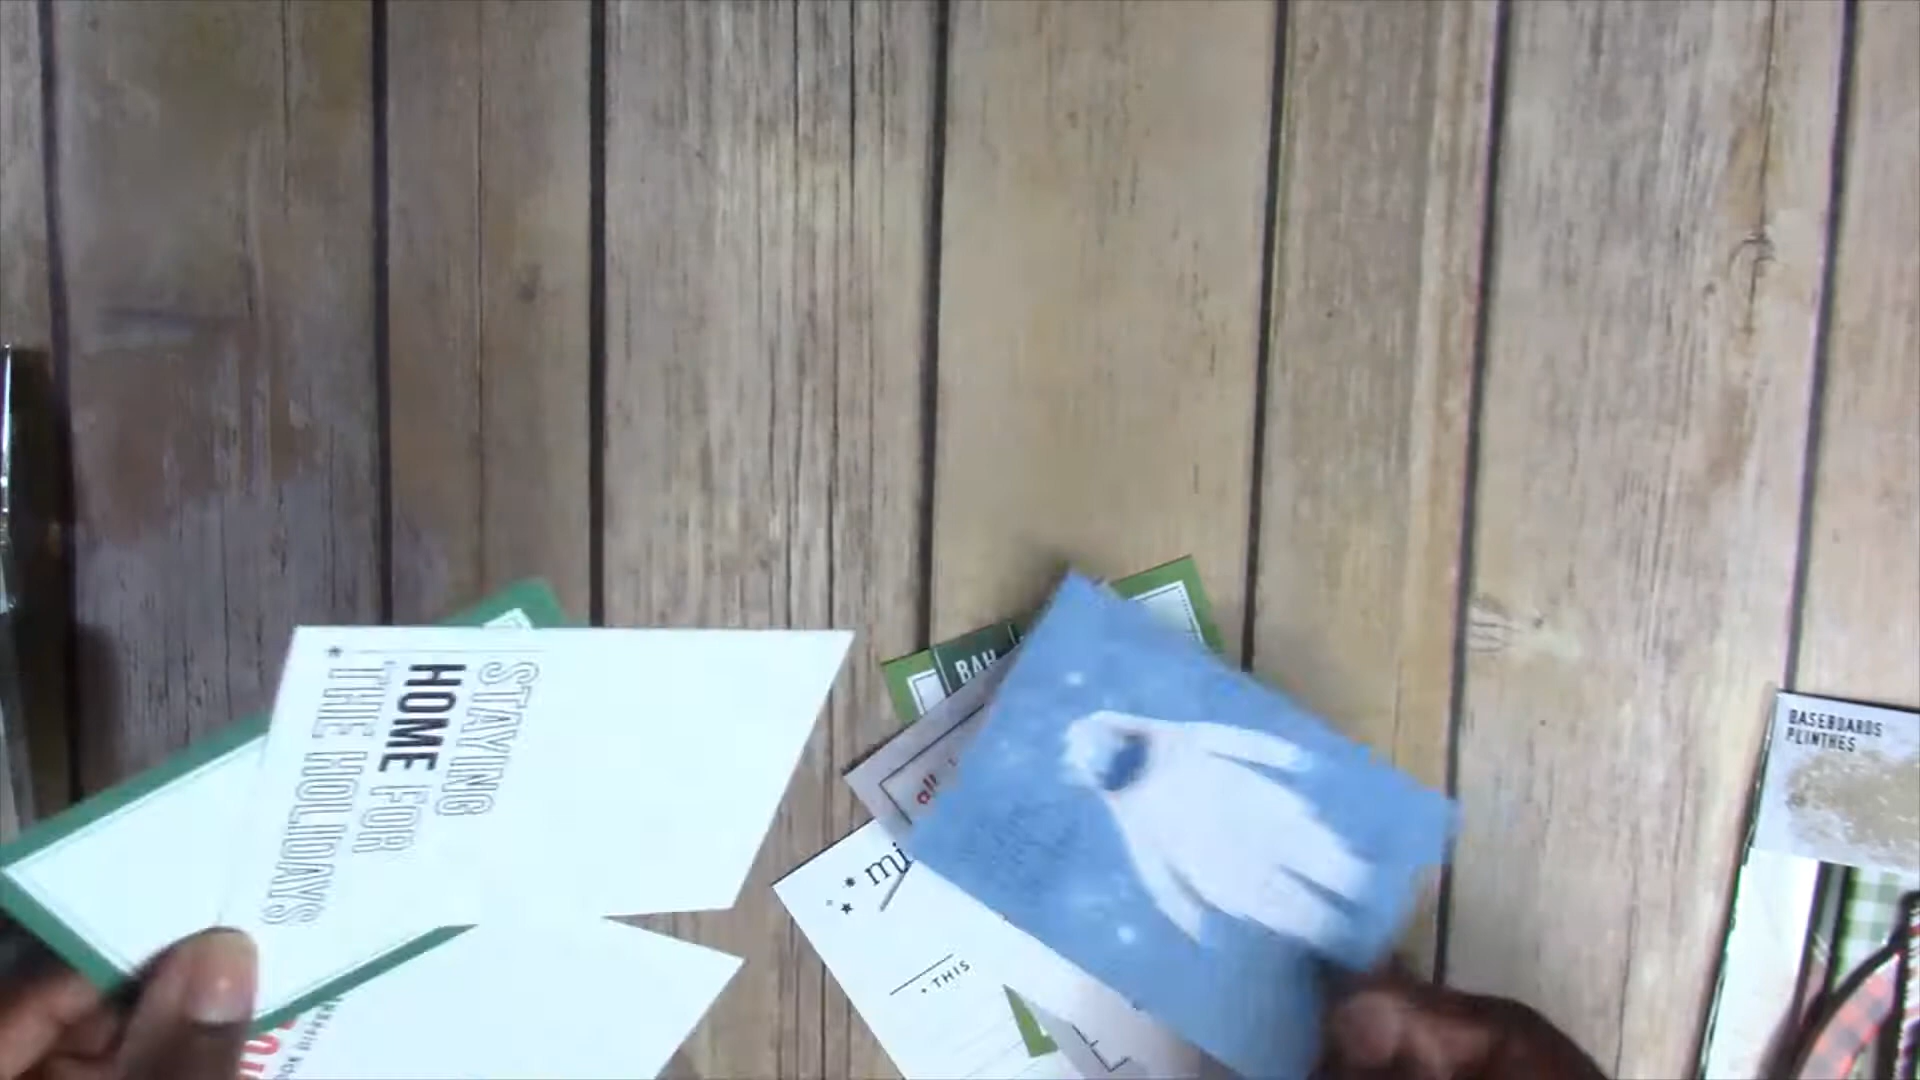 STAYING
HOME FOR
THE HOLIDAYS
BAH
all
mi
• THIS
BASEBOARDS
PLINTHES